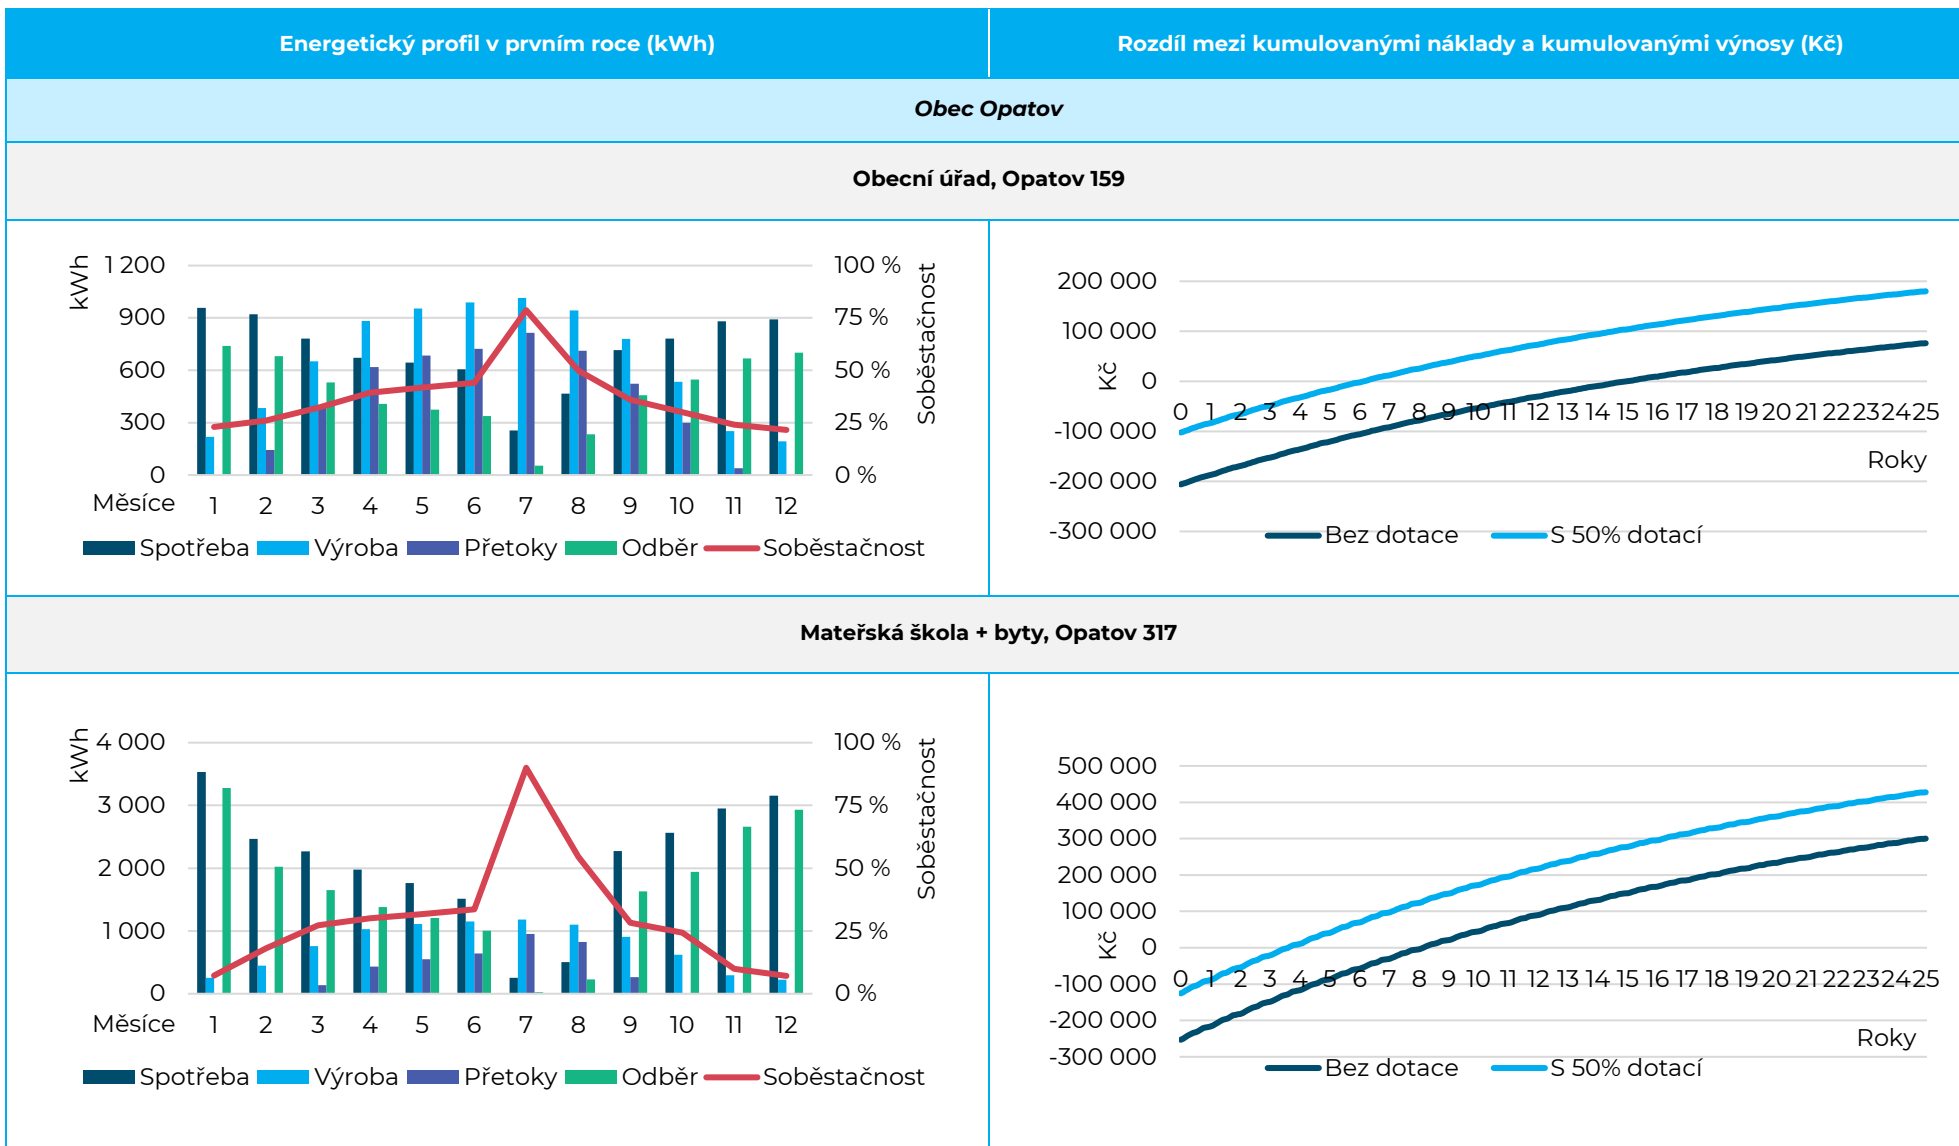 Energetický profil v prvním roce (kWh)
Rozdíl mezi kumulovanými náklady a kumulovanými výnosy (Kč)
Obec Opatov
Obecní úřad, Opatov 159
kWh
1 200
900
600
300
0
100 %
75 %
50 %
25 %
0 %
Soběstačnost
Měsíce
1 2 3 4 5 6 7 8 9 10 11 12
Spotřeba Výroba Přetoky Odběr Soběstačnost
200 000
100 000
0
-100 000
-200 000
-300 000
Kč
0 1 2 3 4 5 6 7 8 9 10 11 12 13 14 15 16 17 18 19 20 21 22 23 24 25
Roky
Bez dotace S 50% dotací
Mateřská škola + byty, Opatov 317
kWh
4 000
3 000
2 000
1 000
0
100 %
75 %
50 %
25 %
0 %
Soběstačnost
Měsíce
1 2 3 4 5 6 7 8 9 10 11 12
Spotřeba Výroba Přetoky Odběr Soběstačnost
500 000
400 000
300 000
200 000
100 000
0
-100 000
-200 000
-300 000
Kč
0 1 2 3 4 5 6 7 8 9 10 11 12 13 14 15 16 17 18 19 20 21 22 23 24 25
Roky
Bez dotace S 50% dotací